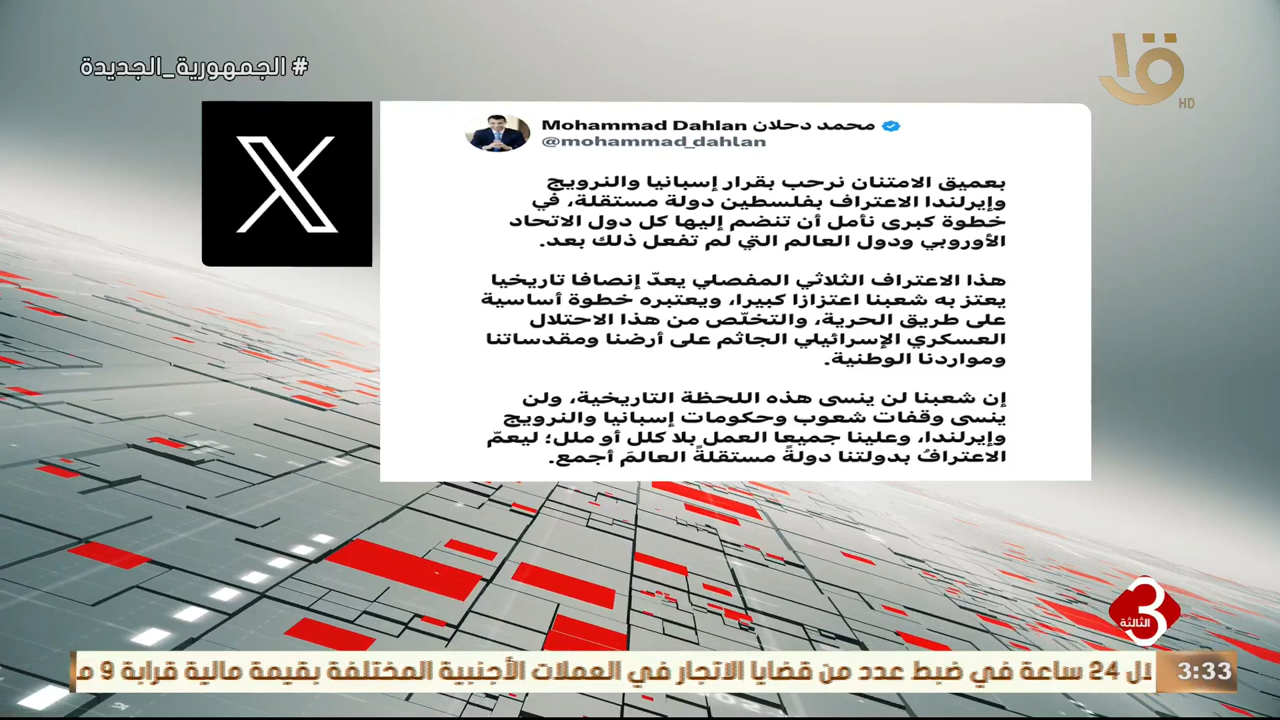 #الجمهورية_الجديدة
HD
Mohammad Dahlan محمد دحلان
@mohammad_dahlan
بعميق الامتنان نرحب بقرار إسبانيا والنرويج
وإيرلندا الاعتراف بفلسطين دولة مستقلة، في
خطوة كبرى نأمل أن تنضم إليها كل دول الاتحاد
الأوروبي ودول العالم التي لم تفعل ذلك بعد.
هذا الاعتراف الثلاثي المفصلي يعدّ إنصافا تاريخيا
يعتز به شعبنا اعتزازا كبيرا، ويعتبره خطوة أساسية
على طريق الحرية، والتخلّص من هذا الاحتلال
العسكري الإسرائيلي الجاثم على أرضنا ومقدساتنا
ومواردنا الوطنية.
إن شعبنا لن ينسى هذه اللحظة التاريخية، ولن
ينسى وقفات شعوب وحكومات إسبانيا والنرويج
وإيرلندا، وعلينا جميعا العمل بلا كلل أو ملل؛ ليعمّ
الاعترافُ بدولتنا دولةً مستقلةً العالمَ أجمع.
3
الثالثة
24 ساعة في ضبط عدد من قضايا الاتجار في العملات الأجنبية المختلفة بقيمة مالية قرابة 9
3:33